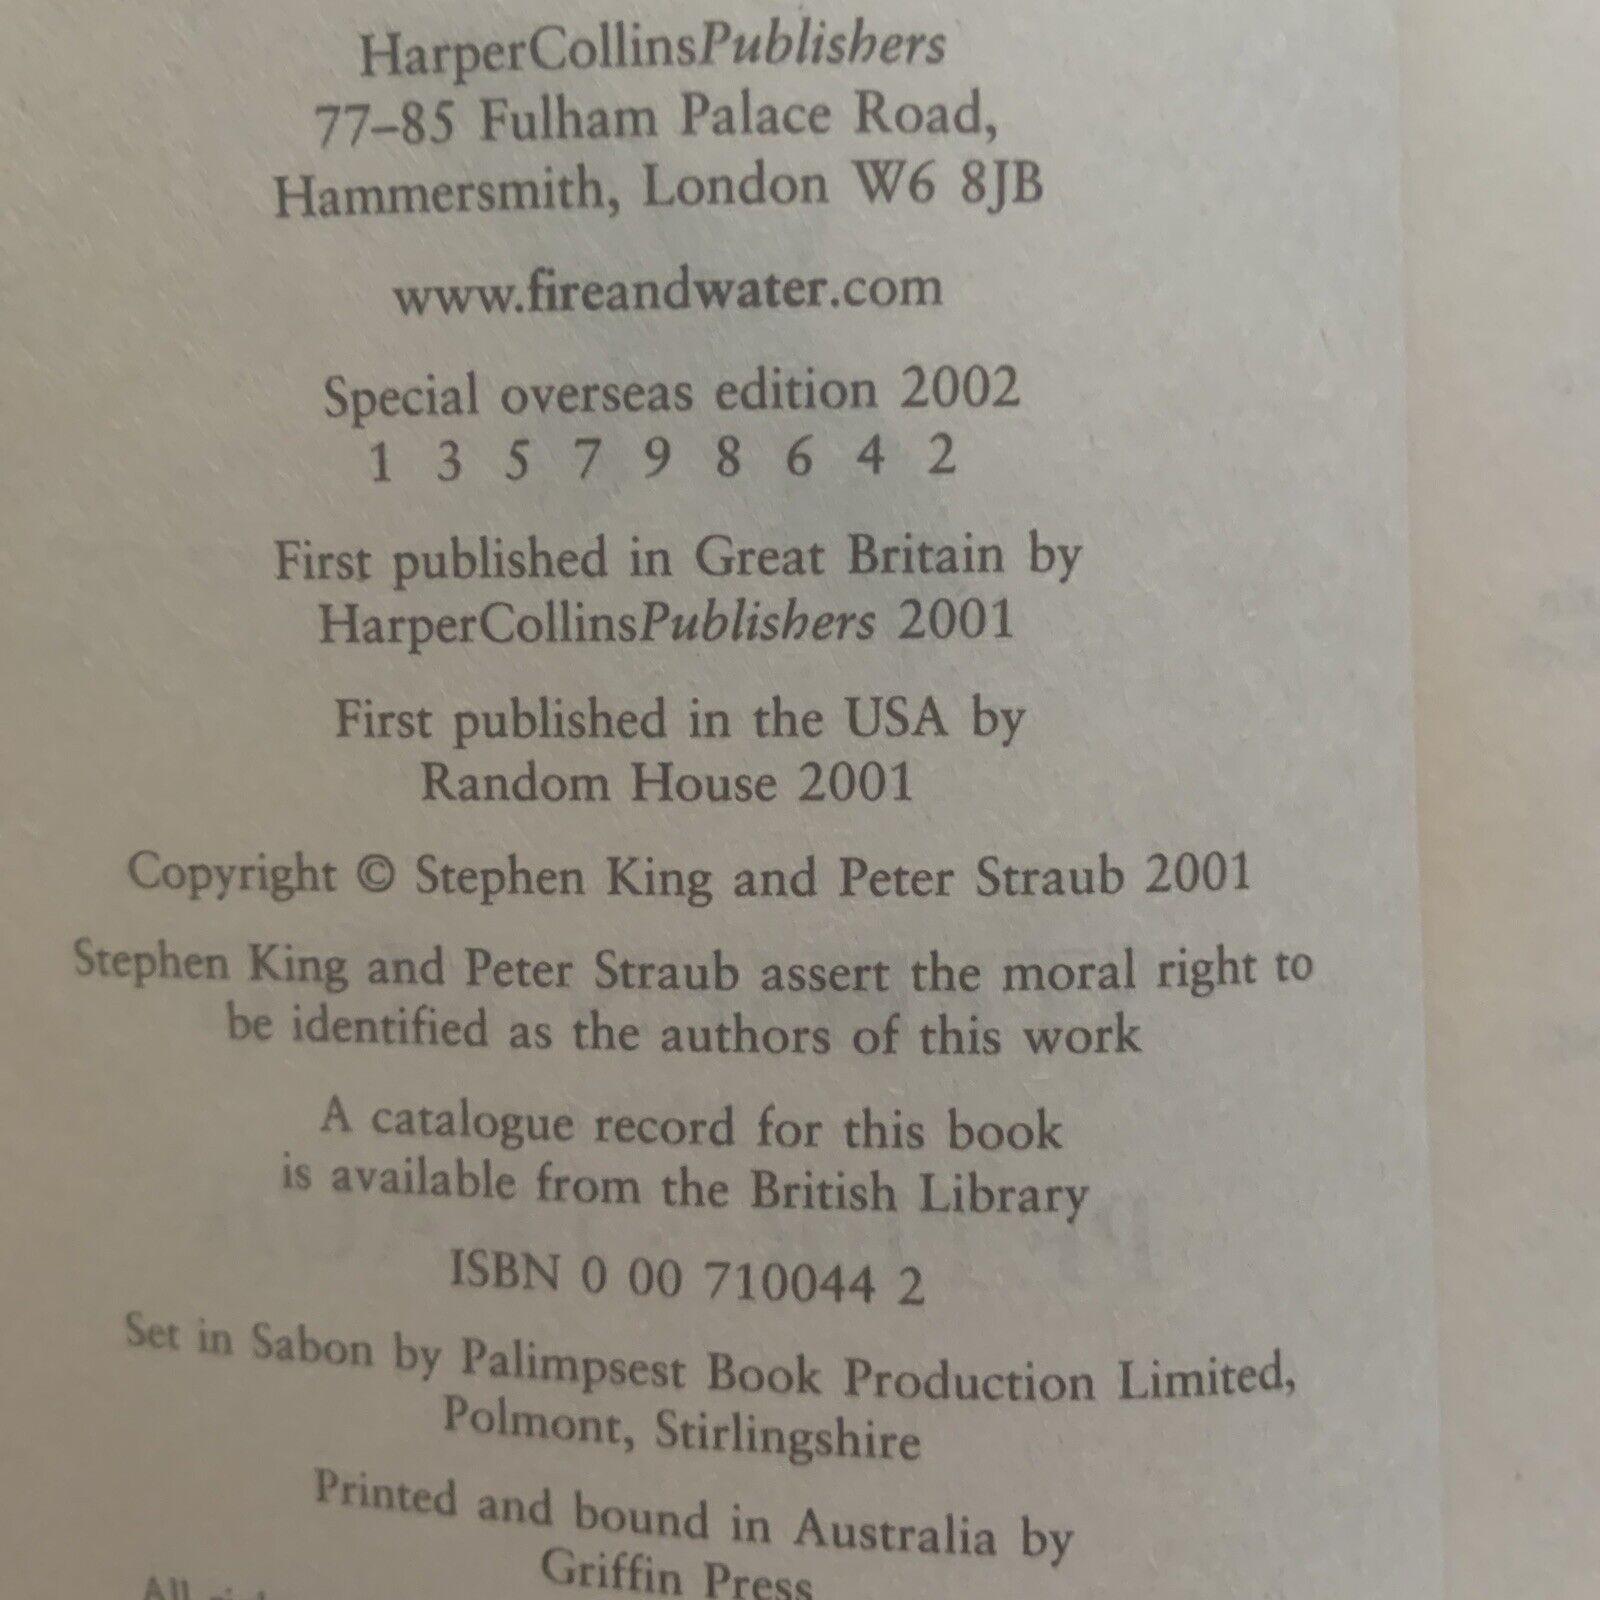 HarperCollinsPublishers
77–85 Fulham Palace Road,
Hammersmith, London W6 8JB
www.fireandwater.com
Special overseas edition 2002
1 3 5 7 9 8 6 4 2
First published in Great Britain by
HarperCollinsPublishers 2001
First published in the USA by
Random House 2001
Copyright © Stephen King and Peter Straub 2001
Stephen King and Peter Straub assert the moral right to
be identified as the authors of this work
A catalogue record for this book
is available from the British Library
ISBN 0 00 710044 2
Set in Sabon by Palimpsest Book Production Limited,
Polmont, Stirlingshire
Printed and bound in Australia by
Griffin Press
All